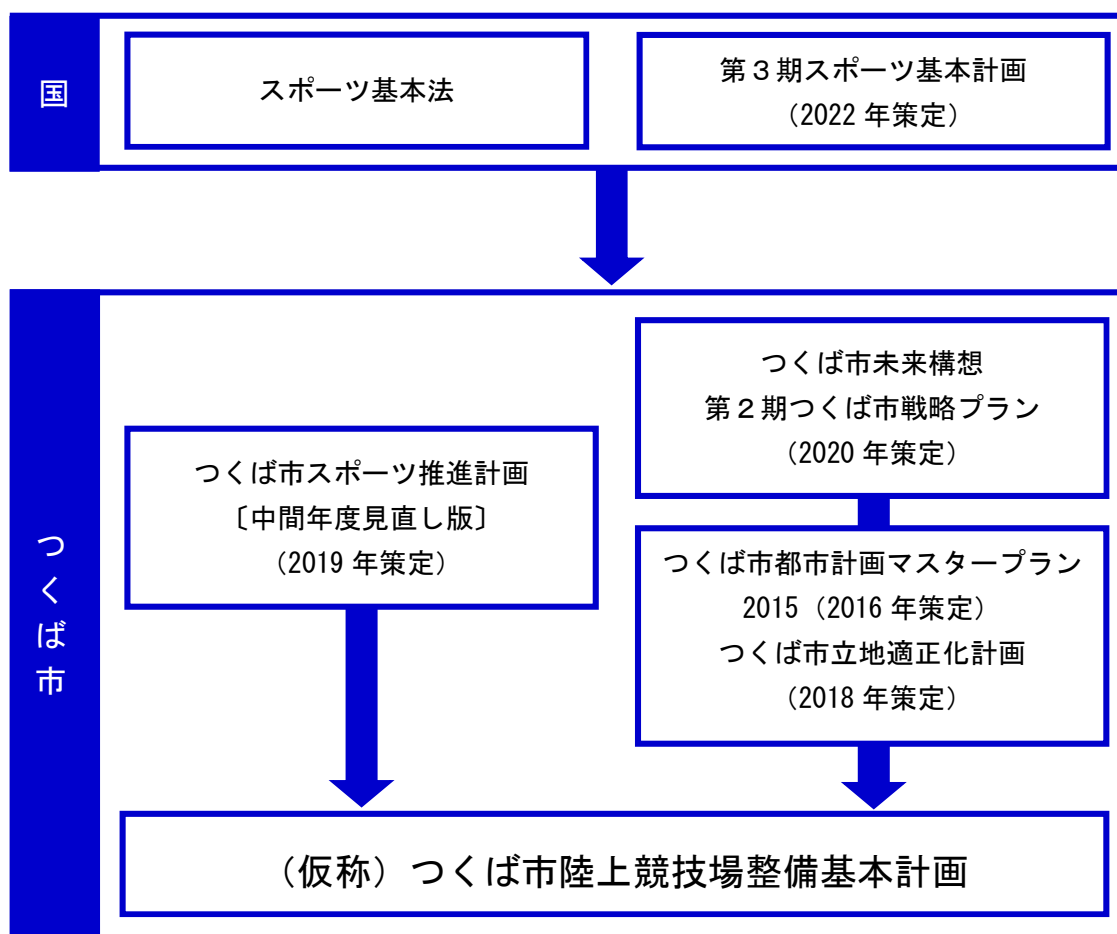 国
スポーツ基本法
第３期スポーツ基本計画
（2022 年策定）
つくば市
つくば市未来構想
第２期つくば市戦略プラン
（2020 年策定）
つくば市スポーツ推進計画
〔中間年度見直し版〕
（2019 年策定）
つくば市都市計画マスタープラン
2015（2016 年策定）
つくば市立地適正化計画
（2018 年策定）
（仮称）つくば市陸上競技場整備基本計画